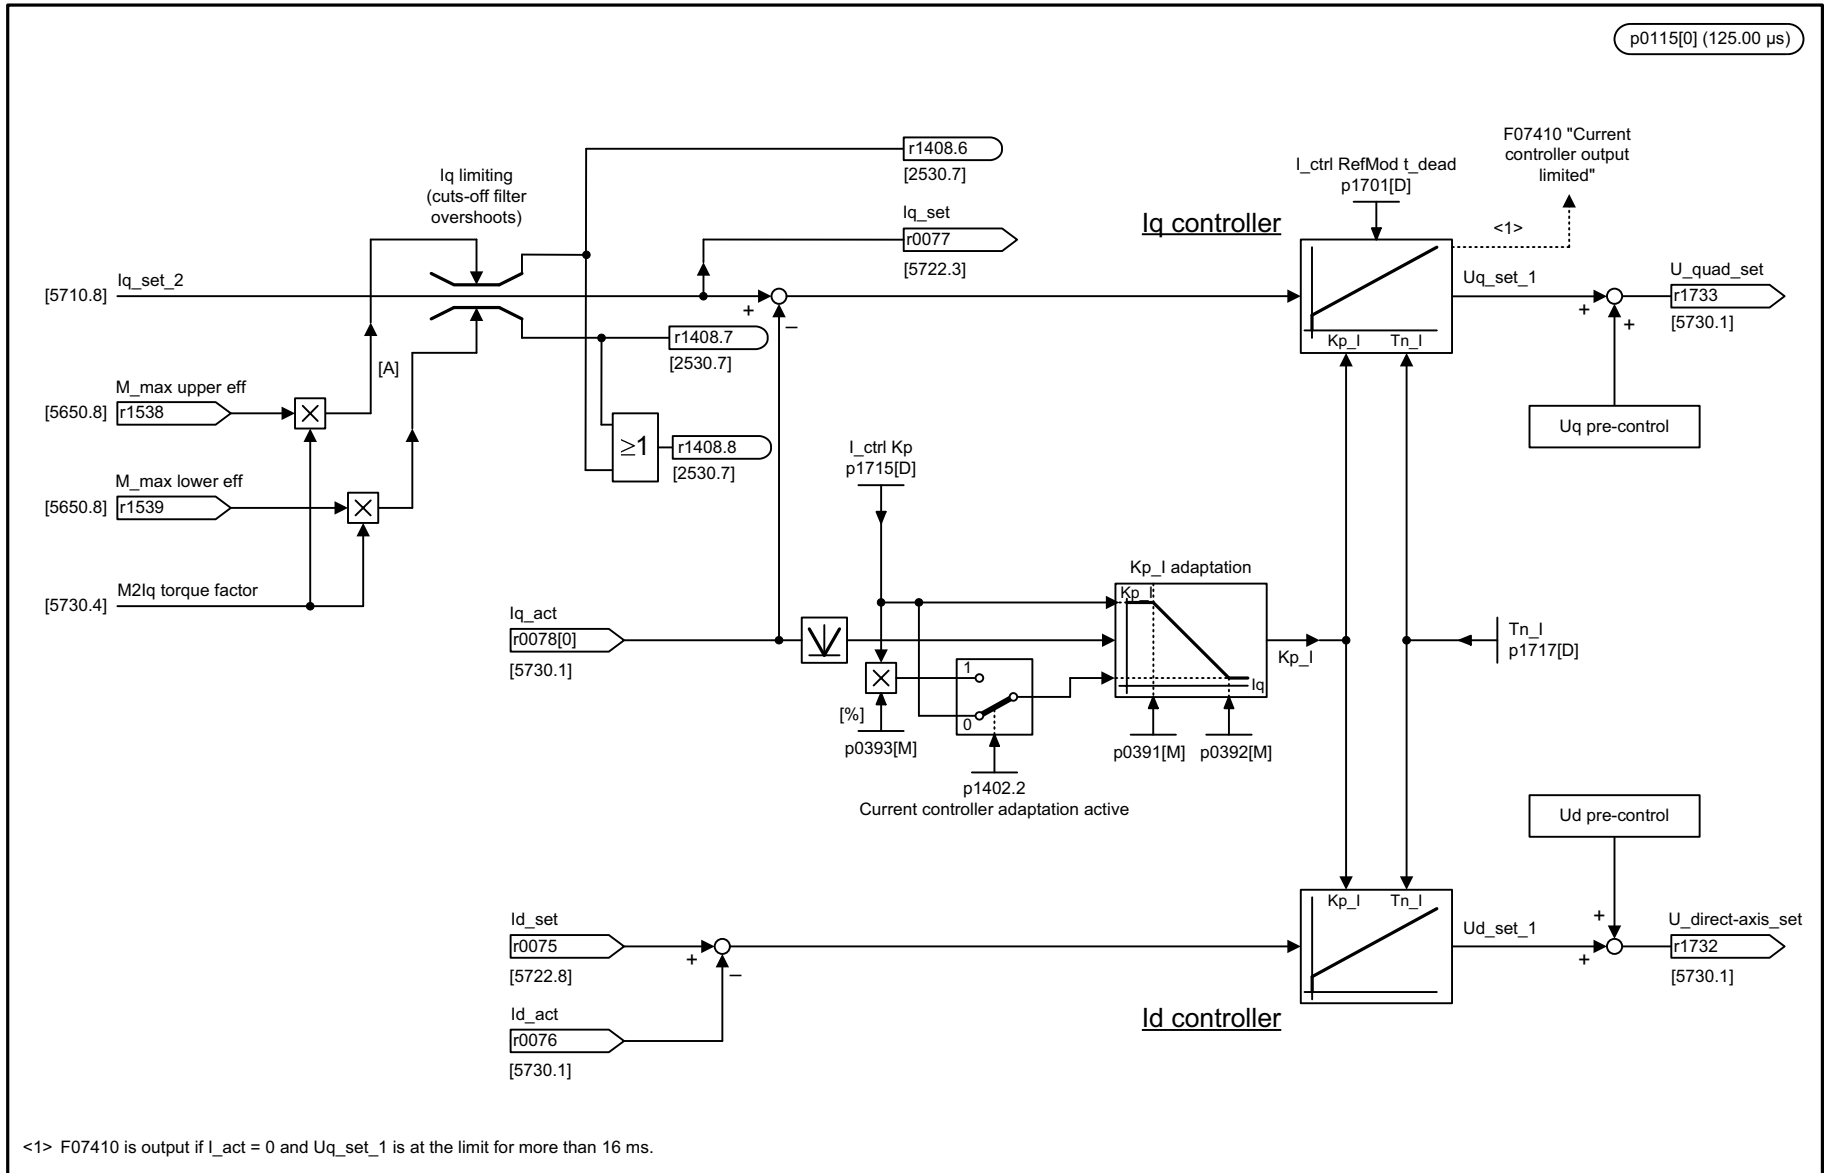 p0115[0] (125.00 µs)
F07410 "Current
controller output
limited"
<1>
r1408.6
[2530.7]
Iq limiting
(cuts-off filter
overshoots)
I_ctrl RefMod t_dead
p1701[D]
Iq_set
r0077
[5722.3]
Iq controller
[5710.8]
Iq_set_2
+
–
Kp_I
Tn_I
Uq_set_1
+
+
U_quad_set
r1733
[5730.1]
r1408.7
[2530.7]
[A]
M_max upper eff
[5650.8]
r1538
≥1
r1408.8
[2530.7]
Uq pre-control
I_ctrl Kp
p1715[D]
M_max lower eff
[5650.8]
r1539
M2Iq torque factor
[5730.4]
Kp_I adaptation
Kp_I
Iq
Iq_act
r0078[0]
[5730.1]
Kp_I
Tn_I
p1717[D]
1
0
[%]
p0393[M]
p0391[M]
p0392[M]
p1402.2
Current controller adaptation active
Ud pre-control
Id_set
r0075
[5722.8]
+
–
Kp_I
Tn_I
Ud_set_1
+
+
U_direct-axis_set
r1732
[5730.1]
Id_act
r0076
[5730.1]
Id controller
<1> F07410 is output if I_act = 0 and Uq_set_1 is at the limit for more than 16 ms.